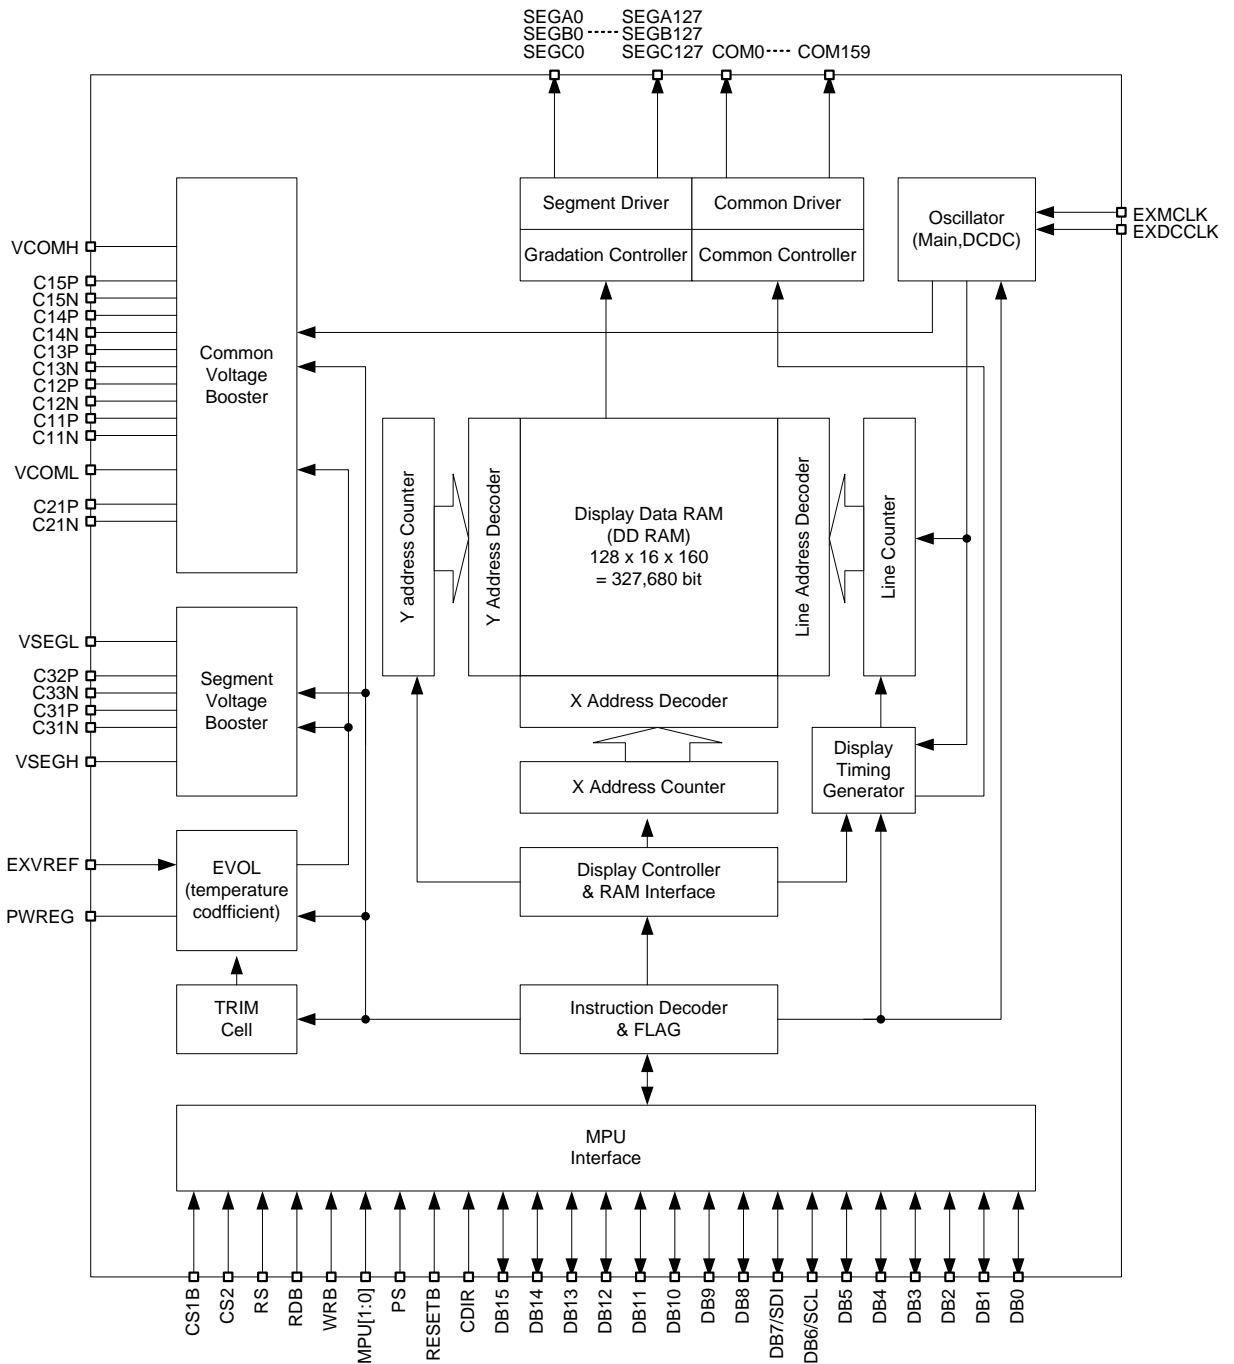 SEGA0 SEGA127
SEGB0 ····· SEGB127
SEGC0 SEGC127 COM0 ···· COM159
Segment Driver
Common Driver
Gradation Controller
Common Controller
Oscillator
(Main,DCDC)
EXMCLK
EXDCCLK
VCOMH
C15P
C15N
C14P
C14N
C13P
C13N
C12P
C12N
C11P
C11N
VCOML
C21P
C21N
Common
Voltage
Booster
Y address Counter
Y Address Decoder
Display Data RAM
(DD RAM)
128 x 16 x 160
= 327,680 bit
Line Address Decoder
Line Counter
X Address Decoder
VSEGL
C32P
C33N
C31P
C31N
VSEGH
Segment
Voltage
Booster
X Address Counter
Display
Timing
Generator
EXVREF
PWREG
EVOL
(temperature
codfficient)
Display Controller
& RAM Interface
TRIM
Cell
Instruction Decoder
& FLAG
MPU
Interface
CS1B
CS2
RS
RDB
WRB
MPU[1:0]
PS
RESETB
CDIR
DB15
DB14
DB13
DB12
DB11
DB10
DB9
DB8
DB7/SDI
DB6/SCL
DB5
DB4
DB3
DB2
DB1
DB0